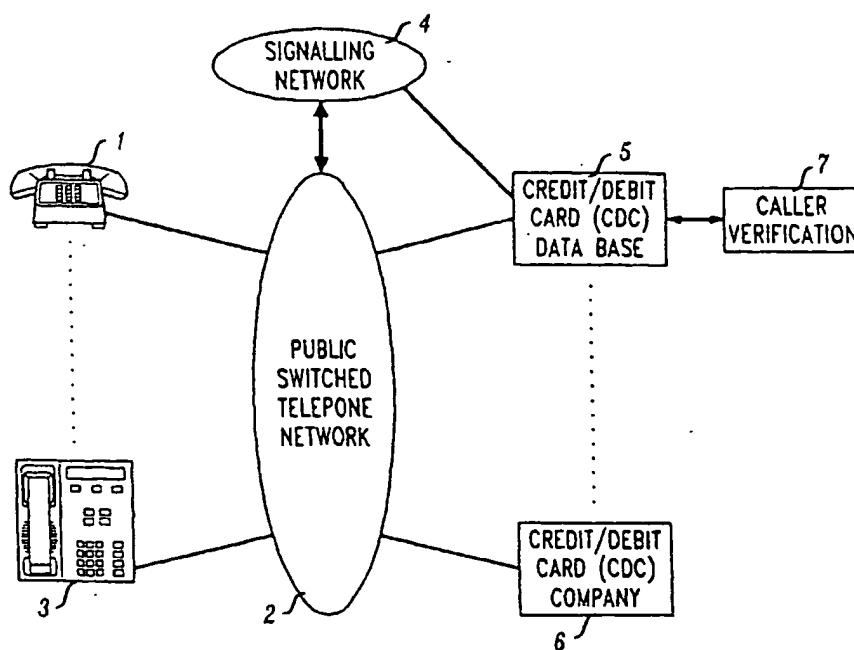 4
SIGNALLING
NETWORK
1
5
CREDIT/DEBIT
CARD (CDC)
DATA BASE
7
CALLER
VERIFICATION
PUBLIC
SWITCHED
TELEPONE
NETWORK
3
2
CREDIT/DEBIT
CARD (CDC)
COMPANY
6